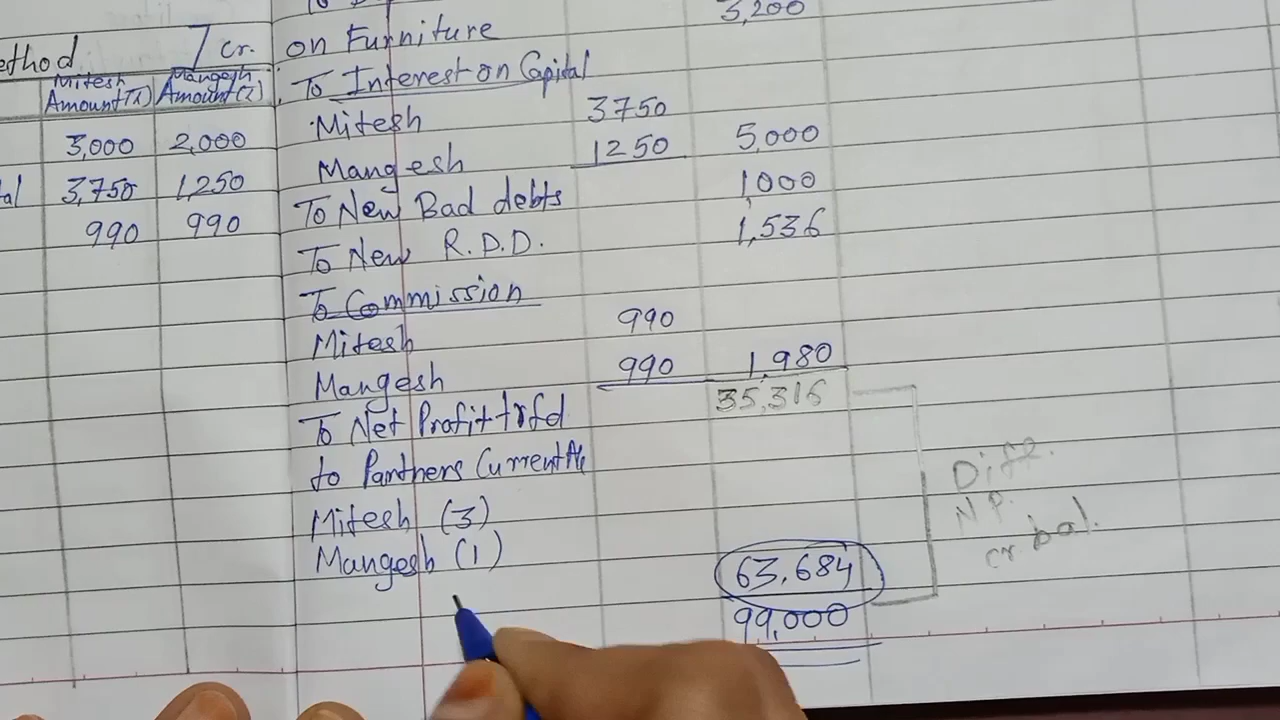 ethod Cr.
Mitesh Amount(₹) Mangesh Amount(₹)
3,000 2,000
tal 3,750 1,250
990 990
3,200
on Furniture
To Interest on Capital
Mitesh 3750
Mangesh 1250 5,000
To New Bad debts 1,000
To New R.D.D. 1,536
To Commission
Mitesh 990
Mangesh 990 1,980
35,316
To Net Profit trfd
to Partners Current A/c
Mitesh (3)
Mangesh (1) 63,684
99,000
Diff.
N.P.
cr bal.